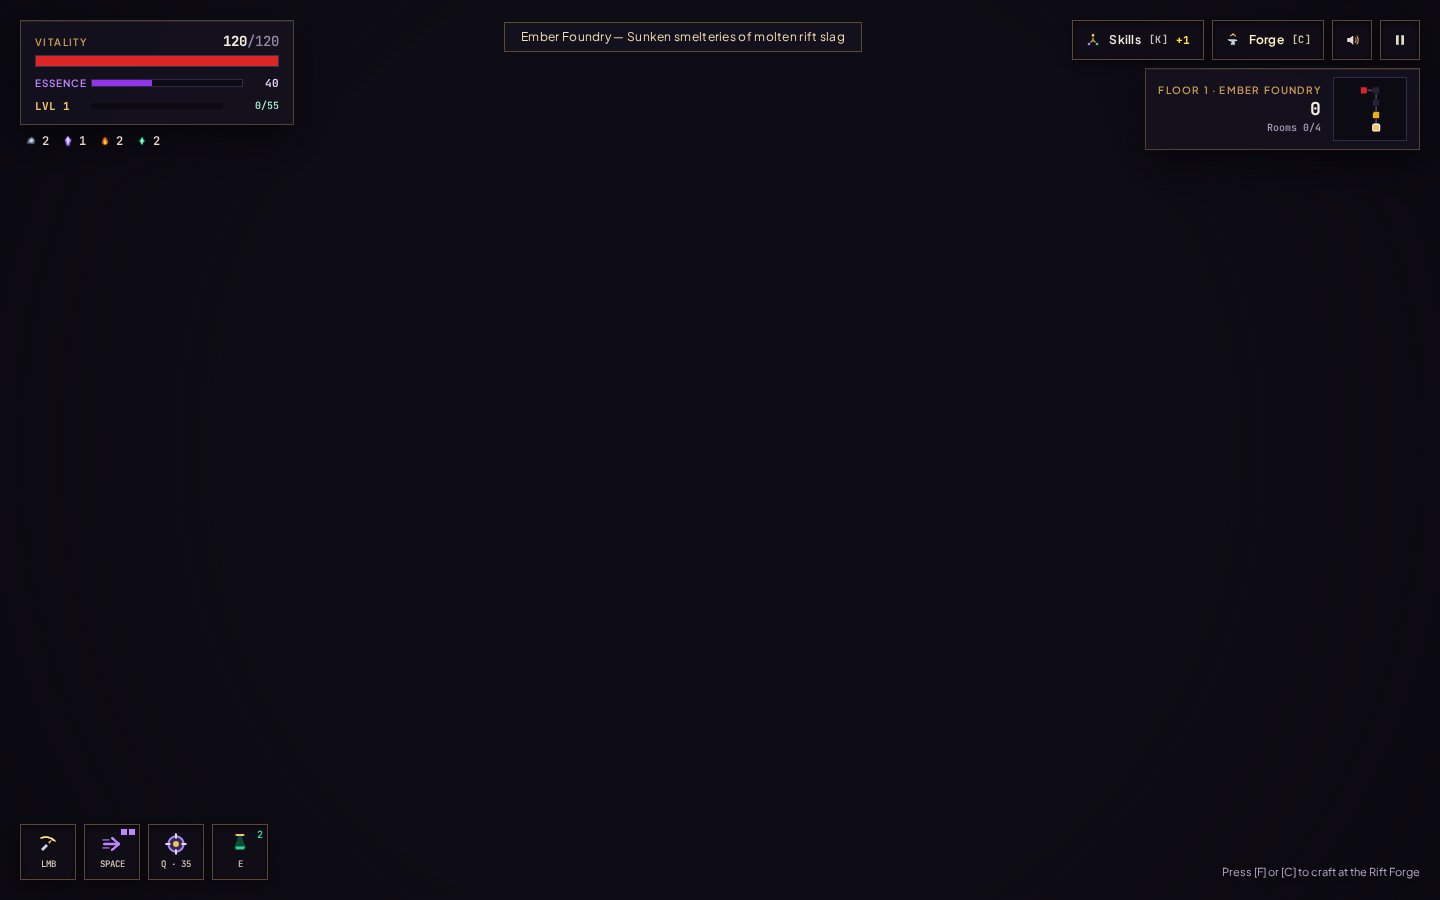 VITALITY 120/120
ESSENCE 40
LVL 1 0/55
2 1 2 2
Ember Foundry — Sunken smelteries of molten rift slag
Skills [K] +1
Forge [C]
FLOOR 1 · EMBER FOUNDRY
0
Rooms 0/4
LMB
SPACE
Q · 35
2
E
Press [F] or [C] to craft at the Rift Forge